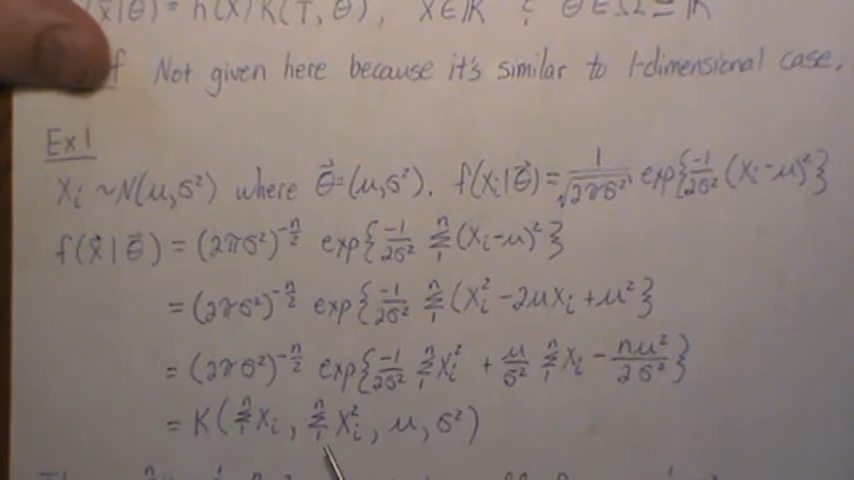 f(x⃗|θ⃗) = h(x⃗)K(T, θ),
f Not given here because it's similar to 1-dimensional case.
Ex 1
Xᵢ ~ N(μ, σ²) where θ⃗ = (μ, σ²). f(xᵢ|θ⃗) = 1/√(2πσ²) exp{-1/2σ² (xᵢ-μ)²}
f(x⃗|θ⃗) = (2πσ²)^(-n/2) exp{-1/2σ² Σ₁ⁿ (xᵢ-μ)²}
= (2πσ²)^(-n/2) exp{-1/2σ² Σ₁ⁿ (xᵢ² - 2μxᵢ + μ²}
= (2πσ²)^(-n/2) exp{-1/2σ² Σ₁ⁿ xᵢ² + μ/σ² Σ₁ⁿ xᵢ - nμ²/2σ²}
= K(Σ₁ⁿ xᵢ, Σ₁ⁿ xᵢ², μ, σ²)